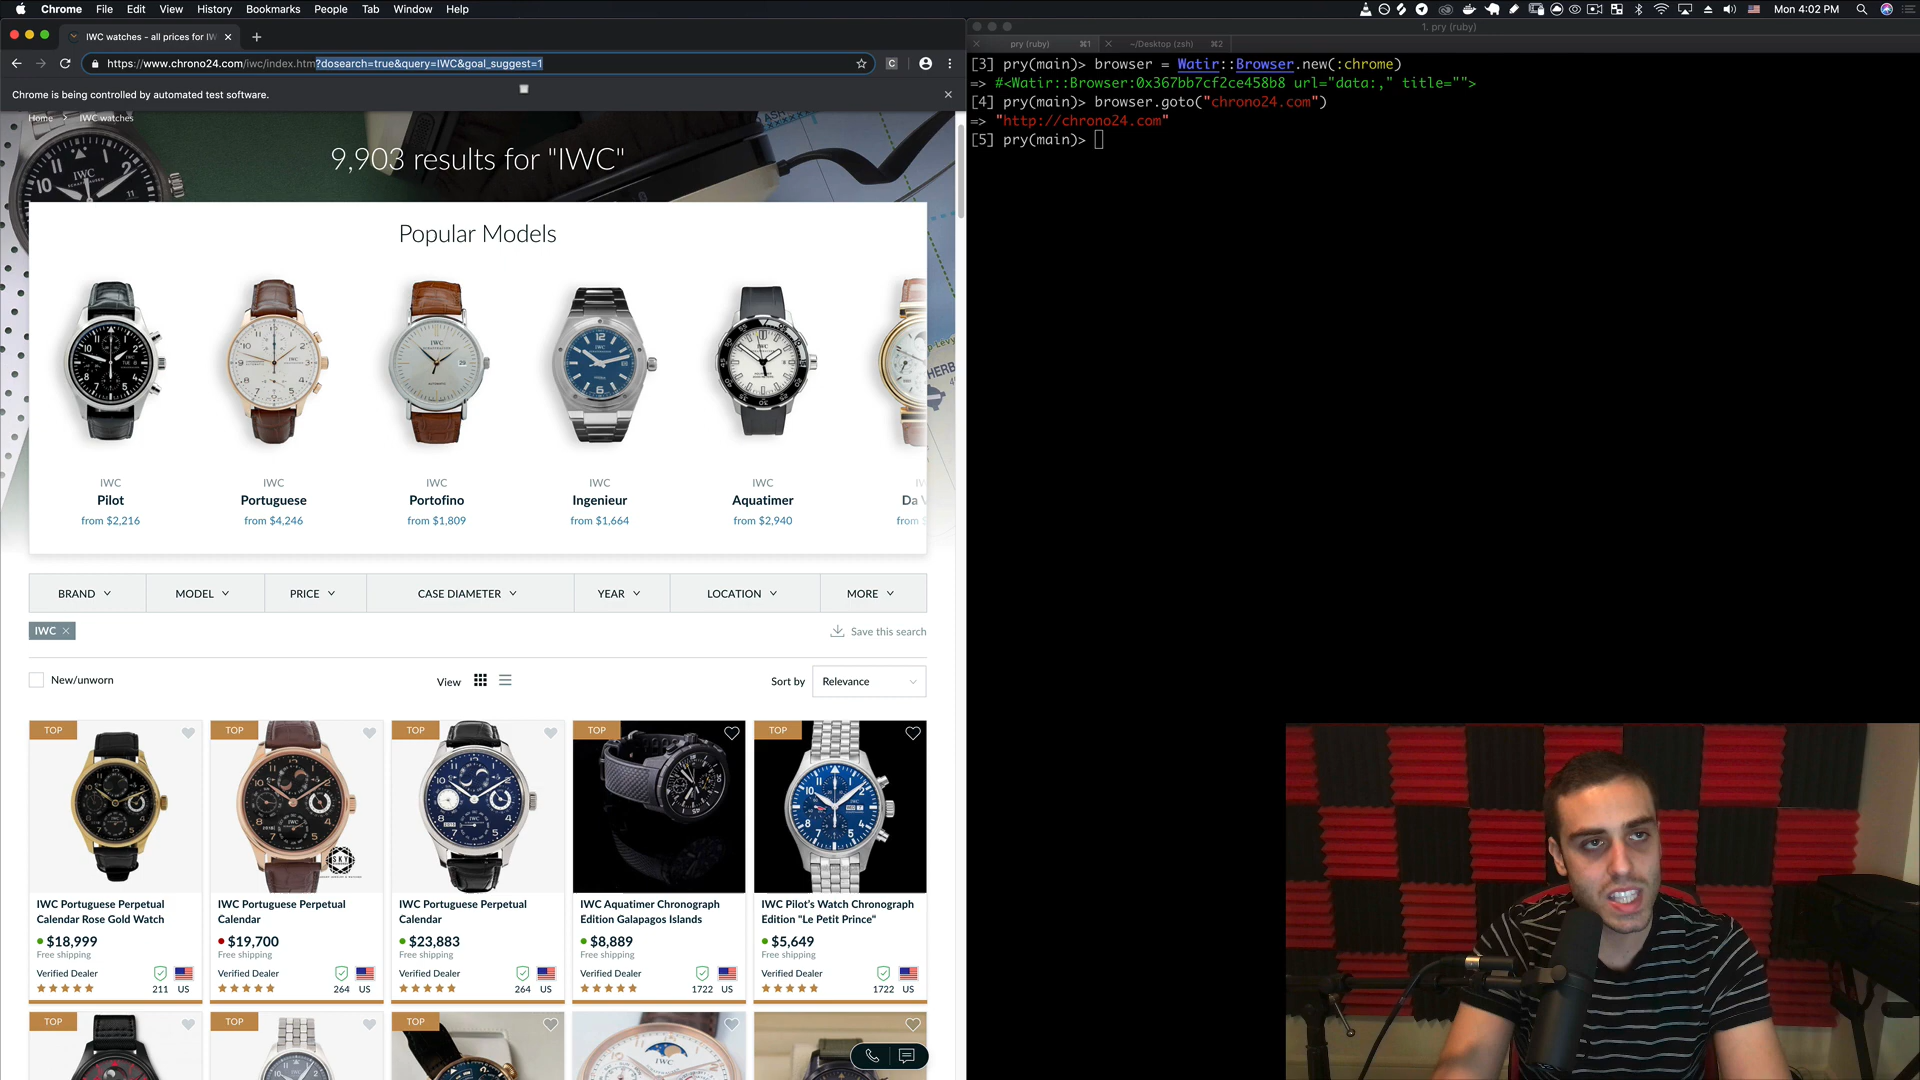 Chrome File Edit View History Bookmarks People Tab Window Help
Mon 4:02 PM
IWC watches - all prices for IW
https://www.chrono24.com/iwc/index.htm?dosearch=true&query=IWC&goal_suggest=1
C
Chrome is being controlled by automated test software.
Home > IWC watches
9,903 results for "IWC"
Popular Models
IWC IWC IWC IWC IWC
Pilot Portuguese Portofino Ingenieur Aquatimer Da
from $2,216 from $4,246 from $1,809 from $1,664 from $2,940 from
BRAND MODEL PRICE CASE DIAMETER YEAR LOCATION MORE
IWC ×
Save this search
New/unworn
View
Sort by Relevance
TOP TOP TOP TOP TOP
IWC Portuguese Perpetual
Calendar Rose Gold Watch
$18,999
Free shipping
Verified Dealer
211 US
IWC Portuguese Perpetual
Calendar
$19,700
Free shipping
Verified Dealer
264 US
IWC Portuguese Perpetual
Calendar
$23,883
Free shipping
Verified Dealer
264 US
IWC Aquatimer Chronograph
Edition Galapagos Islands
$8,889
Free shipping
Verified Dealer
1722 US
IWC Pilot's Watch Chronograph
Edition "Le Petit Prince"
$5,649
Free shipping
Verified Dealer
1722 US
TOP TOP TOP
1. pry (ruby)
pry (ruby) ⌘1 ~/Desktop (zsh) ⌘2
[3] pry(main)> browser = Watir::Browser.new(:chrome)
=> #<Watir::Browser:0x367bb7cf2ce458b8 url="data:," title="">
[4] pry(main)> browser.goto("chrono24.com")
=> "http://chrono24.com"
[5] pry(main)>